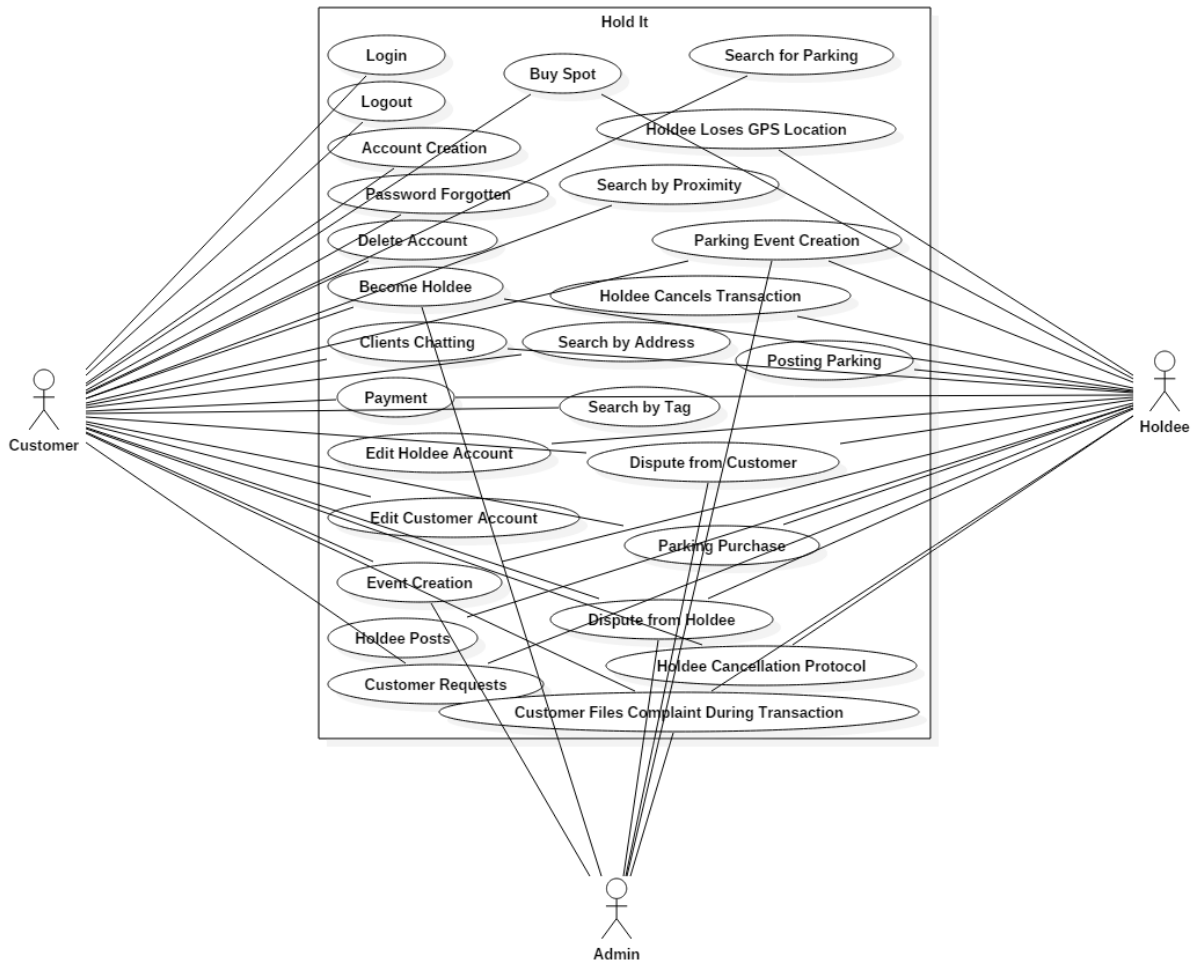 Hold It
Login
Buy Spot
Search for Parking
Logout
Holdee Loses GPS Location
Account Creation
Search by Proximity
Password Forgotten
Delete Account
Parking Event Creation
Become Holdee
Holdee Cancels Transaction
Clients Chatting
Search by Address
Posting Parking
Payment
Search by Tag
Customer
Holdee
Edit Holdee Account
Dispute from Customer
Edit Customer Account
Parking Purchase
Event Creation
Dispute from Holdee
Holdee Posts
Holdee Cancellation Protocol
Customer Requests
Customer Files Complaint During Transaction
Admin